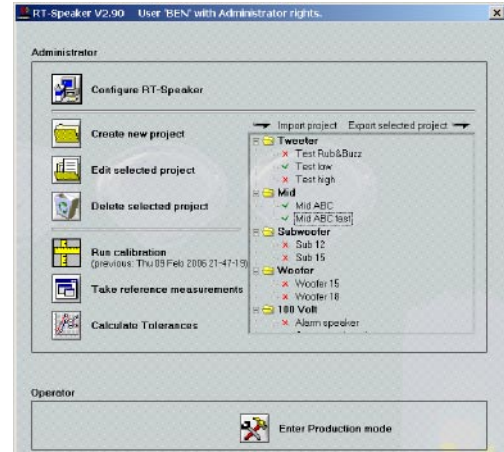 RT-Speaker V2.90 User 'BEN' with Administrator rights.
Administrator
Configure RT-Speaker
Create new project
Edit selected project
Delete selected project
Run calibration
(previous: Thu 09 Feb 2006 21-47-19)
Take reference measurements
Calculate Tolerances
Import project Export selected project
Tweeter
Test Rub&Buzz
Test low
Test high
Mid
Mid ABC
Mid ABC test
Subwoofer
Sub 12
Sub 15
Woofer
Woofer 15
Woofer 18
100 Volt
Alarm speaker
Operator
Enter Production mode